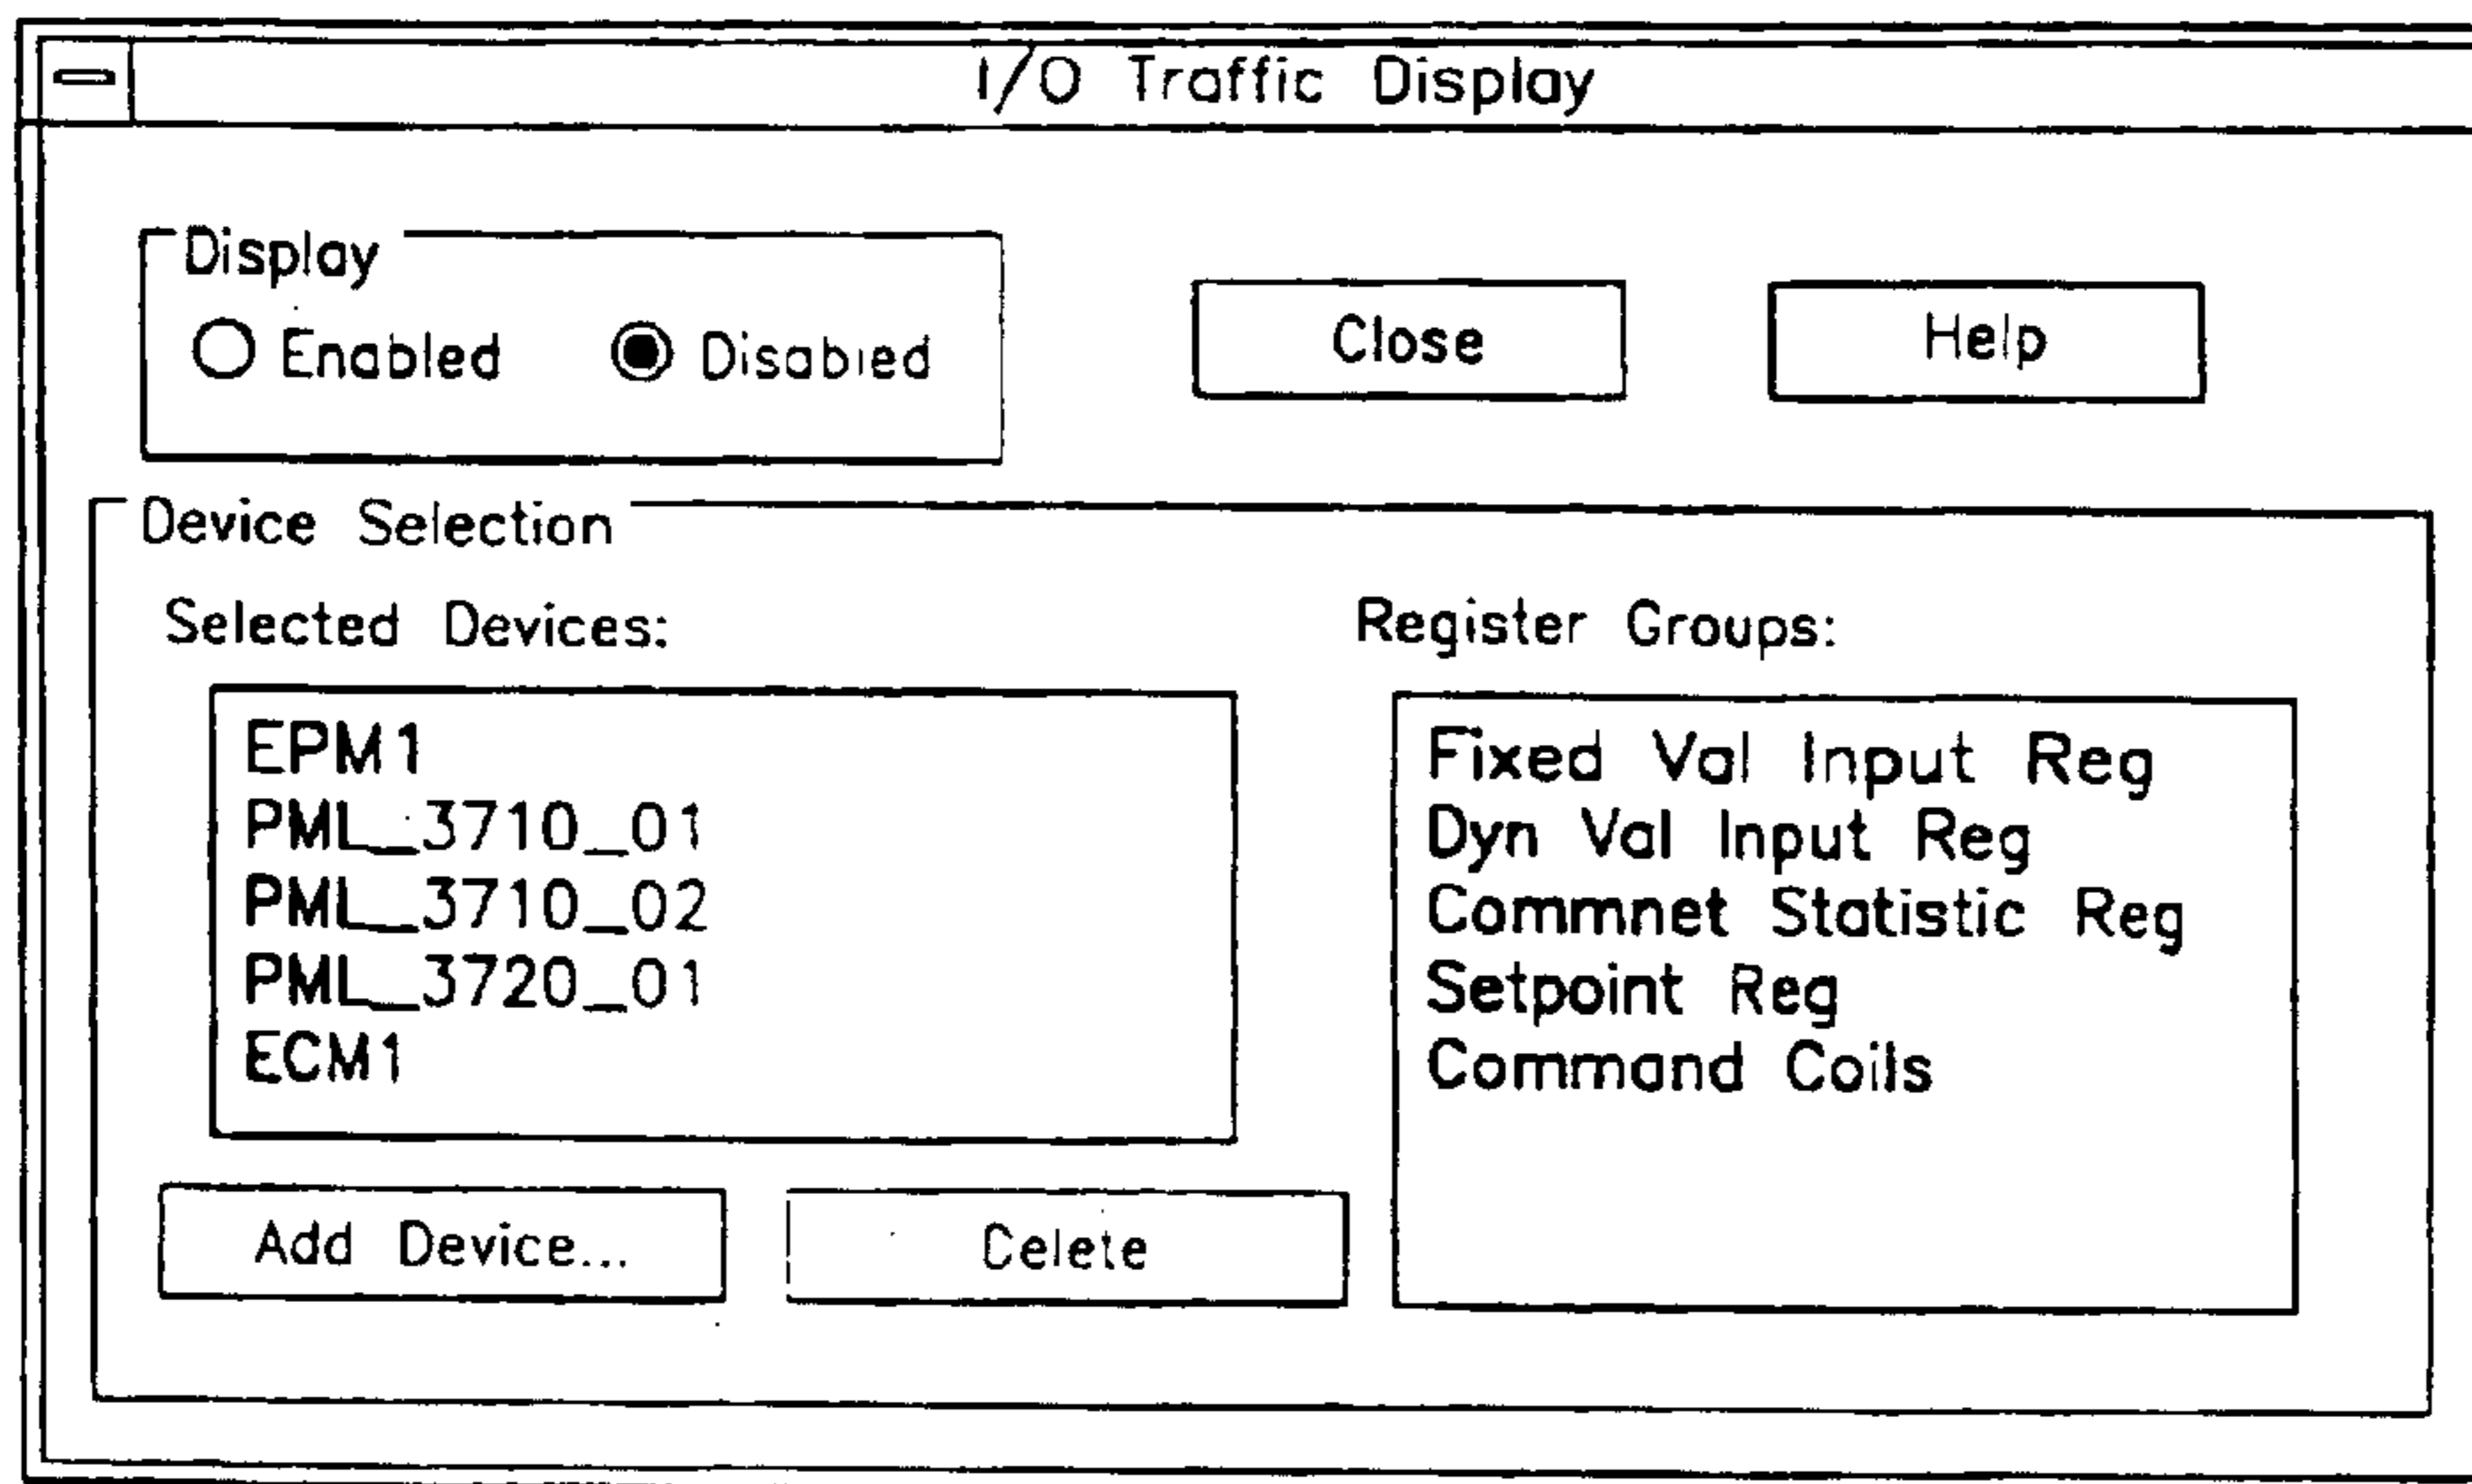 I/O Traffic Display
Display
Enabled Disabled
Close
Help
Device Selection
Selected Devices:
EPM1
PML_3710_01
PML_3710_02
PML_3720_01
ECM1
Add Device...
Celete
Register Groups:
Fixed Val Input Reg
Dyn Val Input Reg
Commnet Statistic Reg
Setpoint Reg
Command Coils